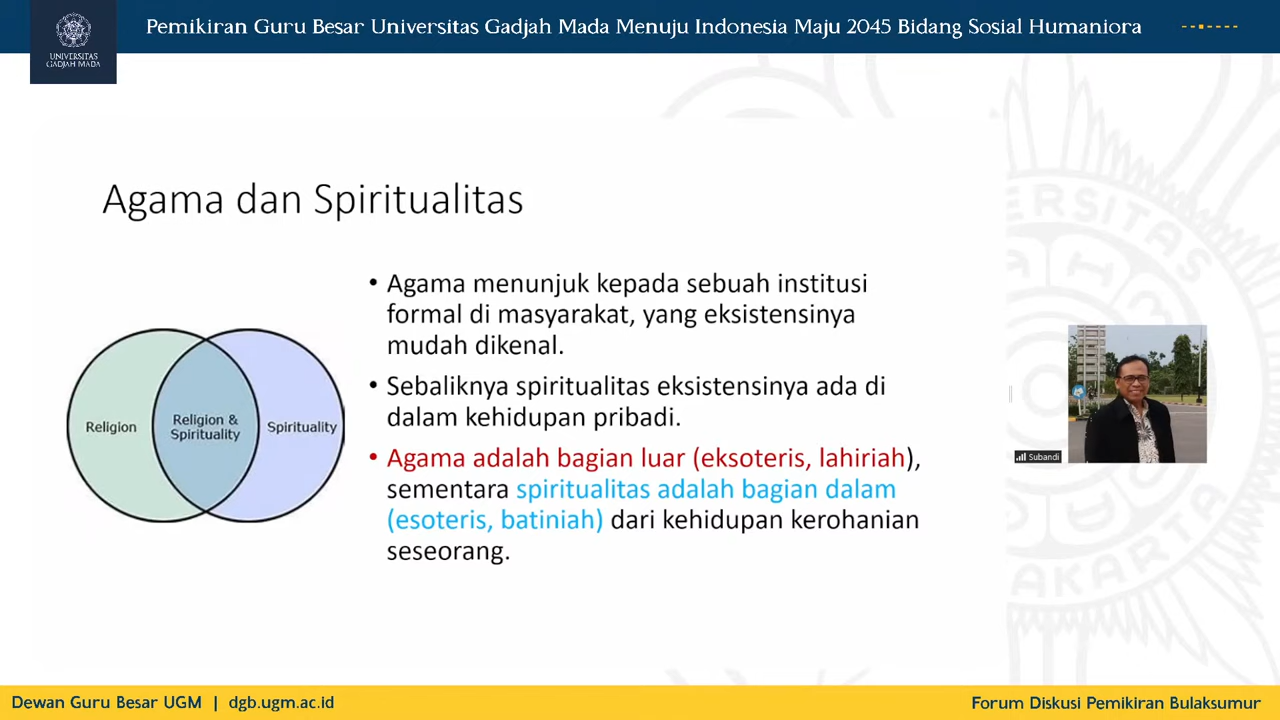 Pemikiran Guru Besar Universitas Gadjah Mada Menuju Indonesia Maju 2045 Bidang Sosial Humaniora
UNIVERSITAS
GADJAH MADA
Agama dan Spiritualitas
• Agama menunjuk kepada sebuah institusi
formal di masyarakat, yang eksistensinya
mudah dikenal.
• Sebaliknya spiritualitas eksistensinya ada di
dalam kehidupan pribadi.
• Agama adalah bagian luar (eksoteris, lahiriah),
sementara spiritualitas adalah bagian dalam
(esoteris, batiniah) dari kehidupan kerohanian
seseorang.
Religion
Religion &
Spirituality
Spirituality
Subandi
Dewan Guru Besar UGM | dgb.ugm.ac.id
Forum Diskusi Pemikiran Bulaksumur